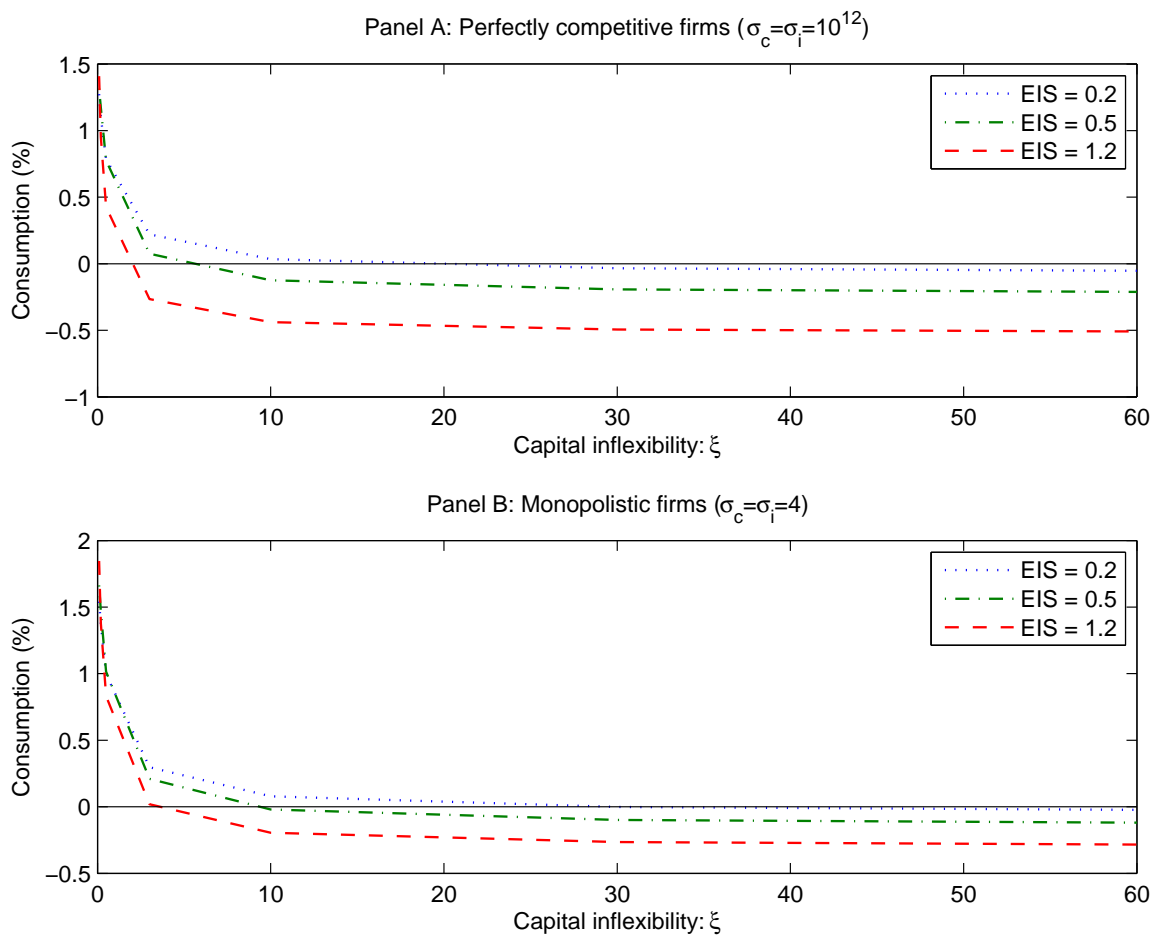 Panel A: Perfectly competitive firms (σc=σi=10^12)
1.5
1
0.5
0
−0.5
−1
Consumption (%)
EIS = 0.2
EIS = 0.5
EIS = 1.2
0 10 20 30 40 50 60
Capital inflexibility: ξ
Panel B: Monopolistic firms (σc=σi=4)
2
1.5
1
0.5
0
−0.5
Consumption (%)
EIS = 0.2
EIS = 0.5
EIS = 1.2
0 10 20 30 40 50 60
Capital inflexibility: ξ